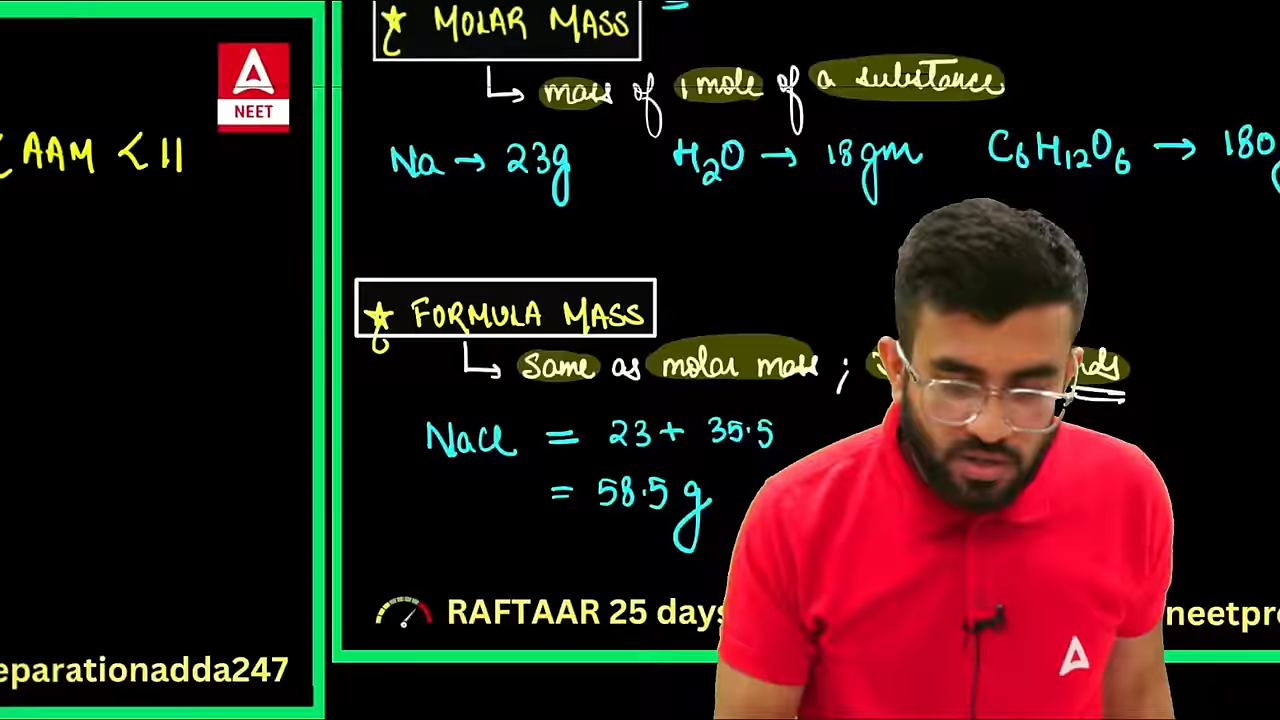 NEET
AAM < 11
eparationadda247
MOLAR MASS
mass of 1 mole of a substance
Na → 23g
H₂O → 18gm
C₆H₁₂O₆ → 180
FORMULA MASS
same as molar mass ;
NaCl = 23 + 35.5
= 58.5 g
RAFTAAR 25 days
neetpre